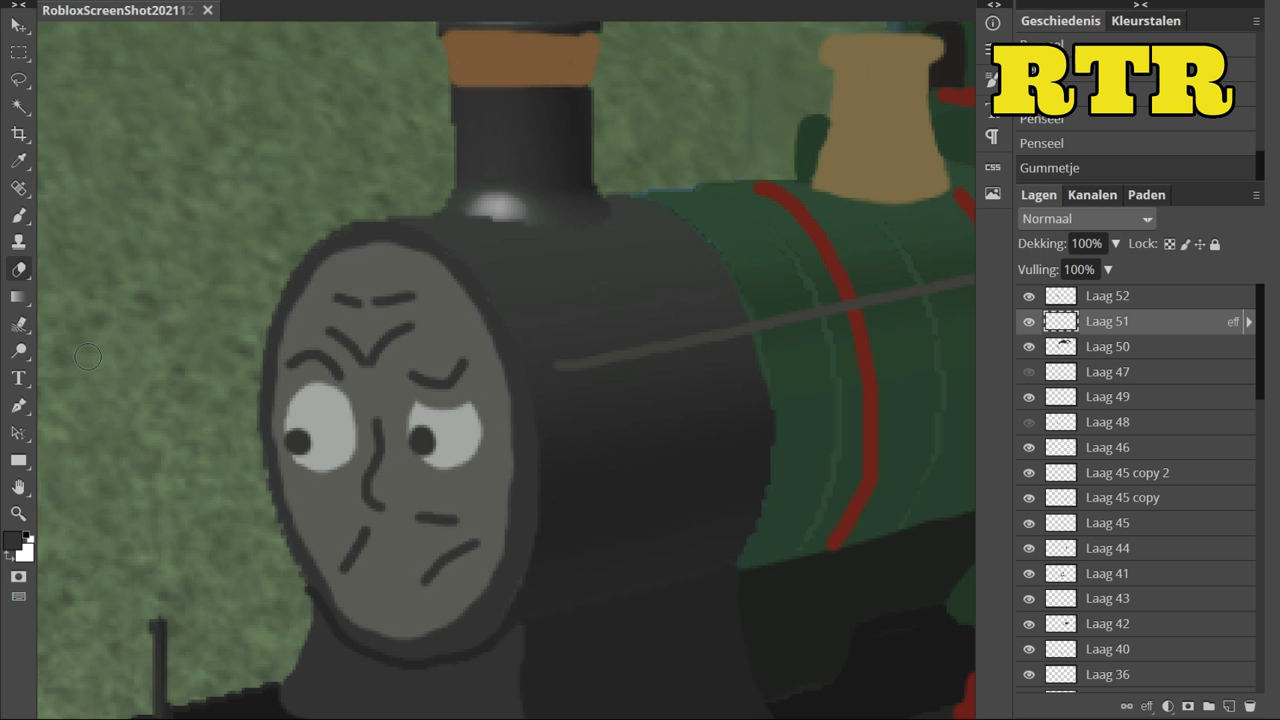 RobloxScreenShot202112
Geschiedenis Kleurstalen
RTR
Penseel
Penseel
Gummetje
Lagen Kanalen Paden
Normaal
Dekking: 100% Lock:
Vulling: 100%
Laag 52
Laag 51 eff
Laag 50
Laag 47
Laag 49
Laag 48
Laag 46
Laag 45 copy 2
Laag 45 copy
Laag 45
Laag 44
Laag 41
Laag 43
Laag 42
Laag 40
Laag 36
eff
css